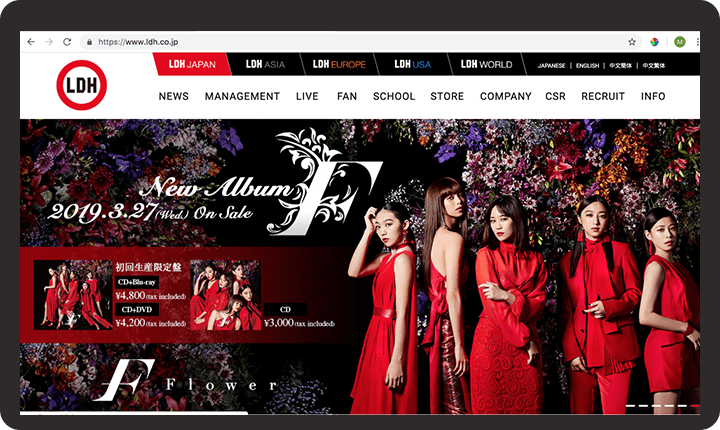 https://www.ldh.co.jp
M
LDH JAPAN
LDH ASIA
LDH EUROPE
LDH USA
LDH WORLD
JAPANESE | ENGLISH | 中文簡体 | 中文繁体
LDH
NEWS MANAGEMENT LIVE FAN SCHOOL STORE COMPANY CSR RECRUIT INFO
New Album F
2019.3.27(Wed.) On Sale
初回生産限定盤
CD+Blu-ray
¥4,800(tax included)
CD+DVD
¥4,200(tax included)
CD
¥3,000(tax included)
F Flower